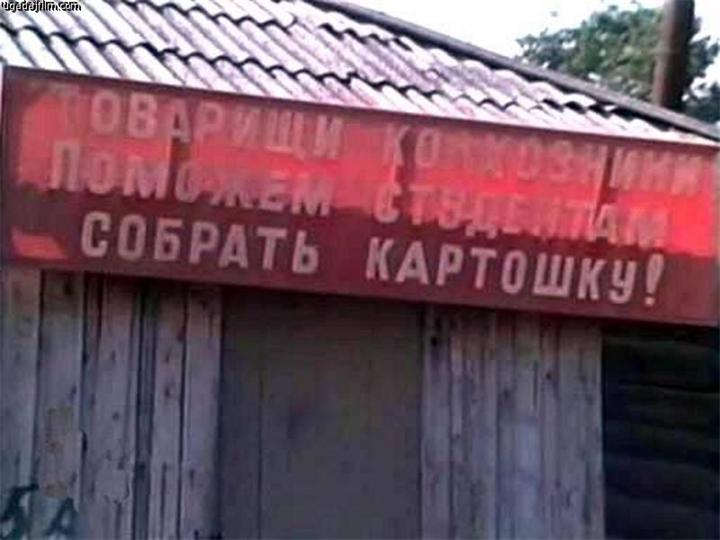 ugadajfilm.com
ТОВАРИЩИ КОЛХОЗНИКИ
ПОМОЖЕМ СТУДЕНТАМ
СОБРАТЬ КАРТОШКУ!